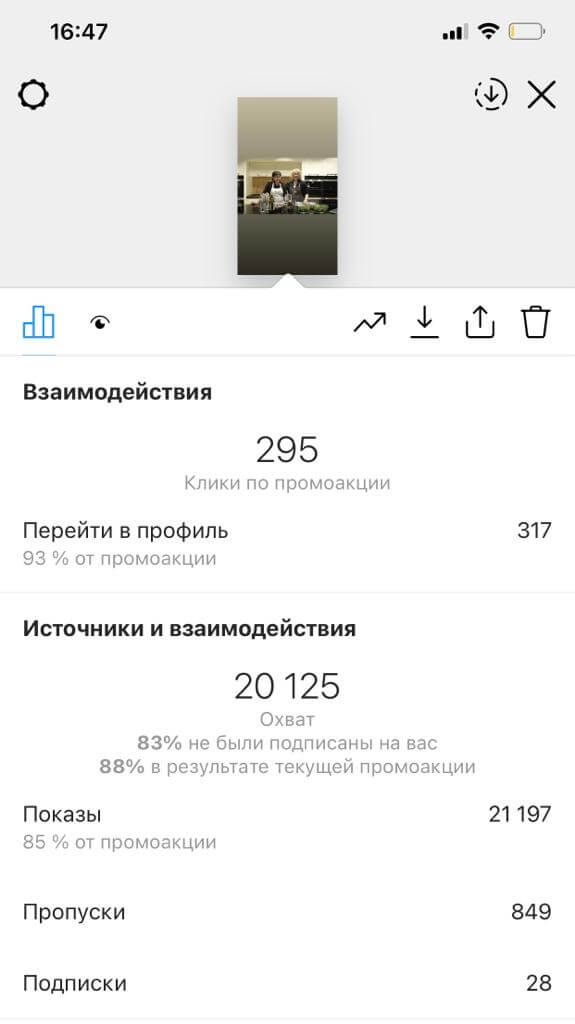 16:47
Взаимодействия
295
Клики по промоакции
Перейти в профиль 317
93 % от промоакции
Источники и взаимодействия
20 125
Охват
83% не были подписаны на вас
88% в результате текущей промоакции
Показы 21 197
85 % от промоакции
Пропуски 849
Подписки 28